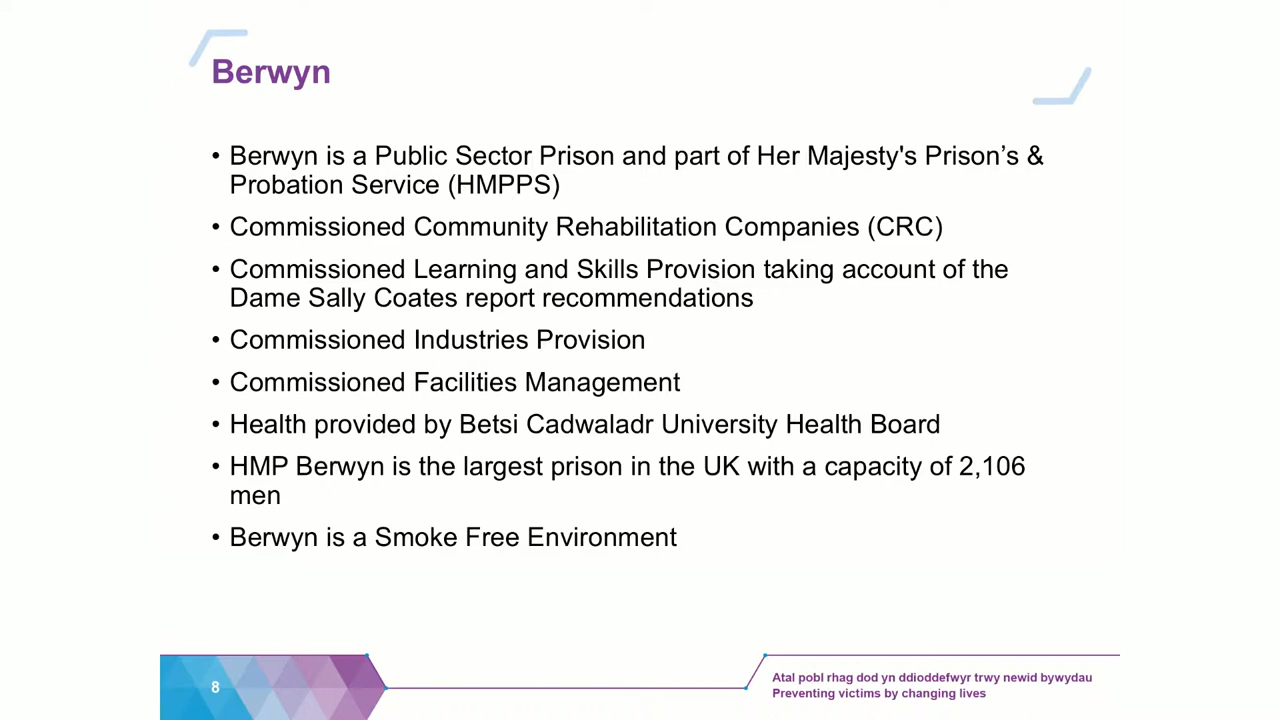 Berwyn
• Berwyn is a Public Sector Prison and part of Her Majesty's Prison’s &
Probation Service (HMPPS)
• Commissioned Community Rehabilitation Companies (CRC)
• Commissioned Learning and Skills Provision taking account of the
Dame Sally Coates report recommendations
• Commissioned Industries Provision
• Commissioned Facilities Management
• Health provided by Betsi Cadwaladr University Health Board
• HMP Berwyn is the largest prison in the UK with a capacity of 2,106
men
• Berwyn is a Smoke Free Environment
8
Atal pobl rhag dod yn ddioddefwyr trwy newid bywydau
Preventing victims by changing lives